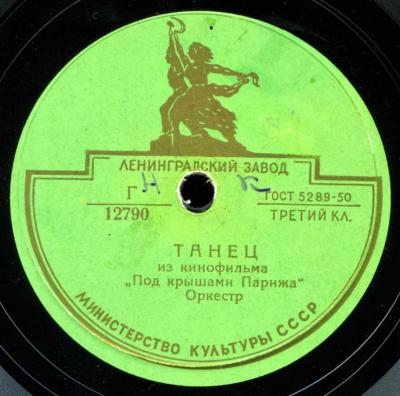 ЛЕНИНГРАДСКИЙ ЗАВОД
Г Н К
12790
ГОСТ 5289-50
ТРЕТИЙ КЛ.
ТАНЕЦ
из кинофильма
„Под крышами Парижа“
Оркестр
МИНИСТЕРСТВО КУЛЬТУРЫ СССР